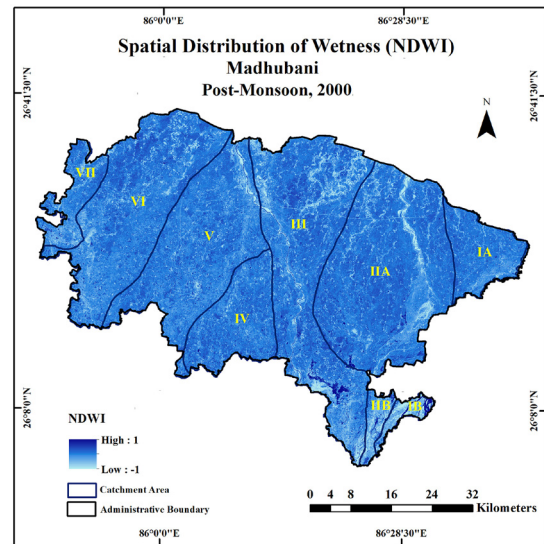 86°0'0"E
86°28'30"E
Spatial Distribution of Wetness (NDWI)
Madhubani
Post-Monsoon, 2000
26°41'30"N
26°41'30"N
N
VII
VI
V
III
IIA
IA
IV
IIB
IB
26°8'0"N
26°8'0"N
NDWI
High : 1
Low : -1
Catchment Area
Administrative Boundary
0 4 8 16 24 32
Kilometers
86°0'0"E
86°28'30"E